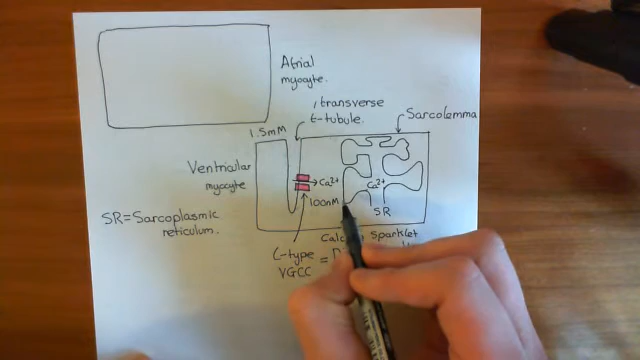 Atrial
myocyte.
transverse
t-tubule.
Sarcolemma
1.5mM
Ventricular
myocyte
Ca2+
100nM
Ca2+
SR
SR=Sarcoplasmic
reticulum.
Sparklet
L-type
VGCC
=